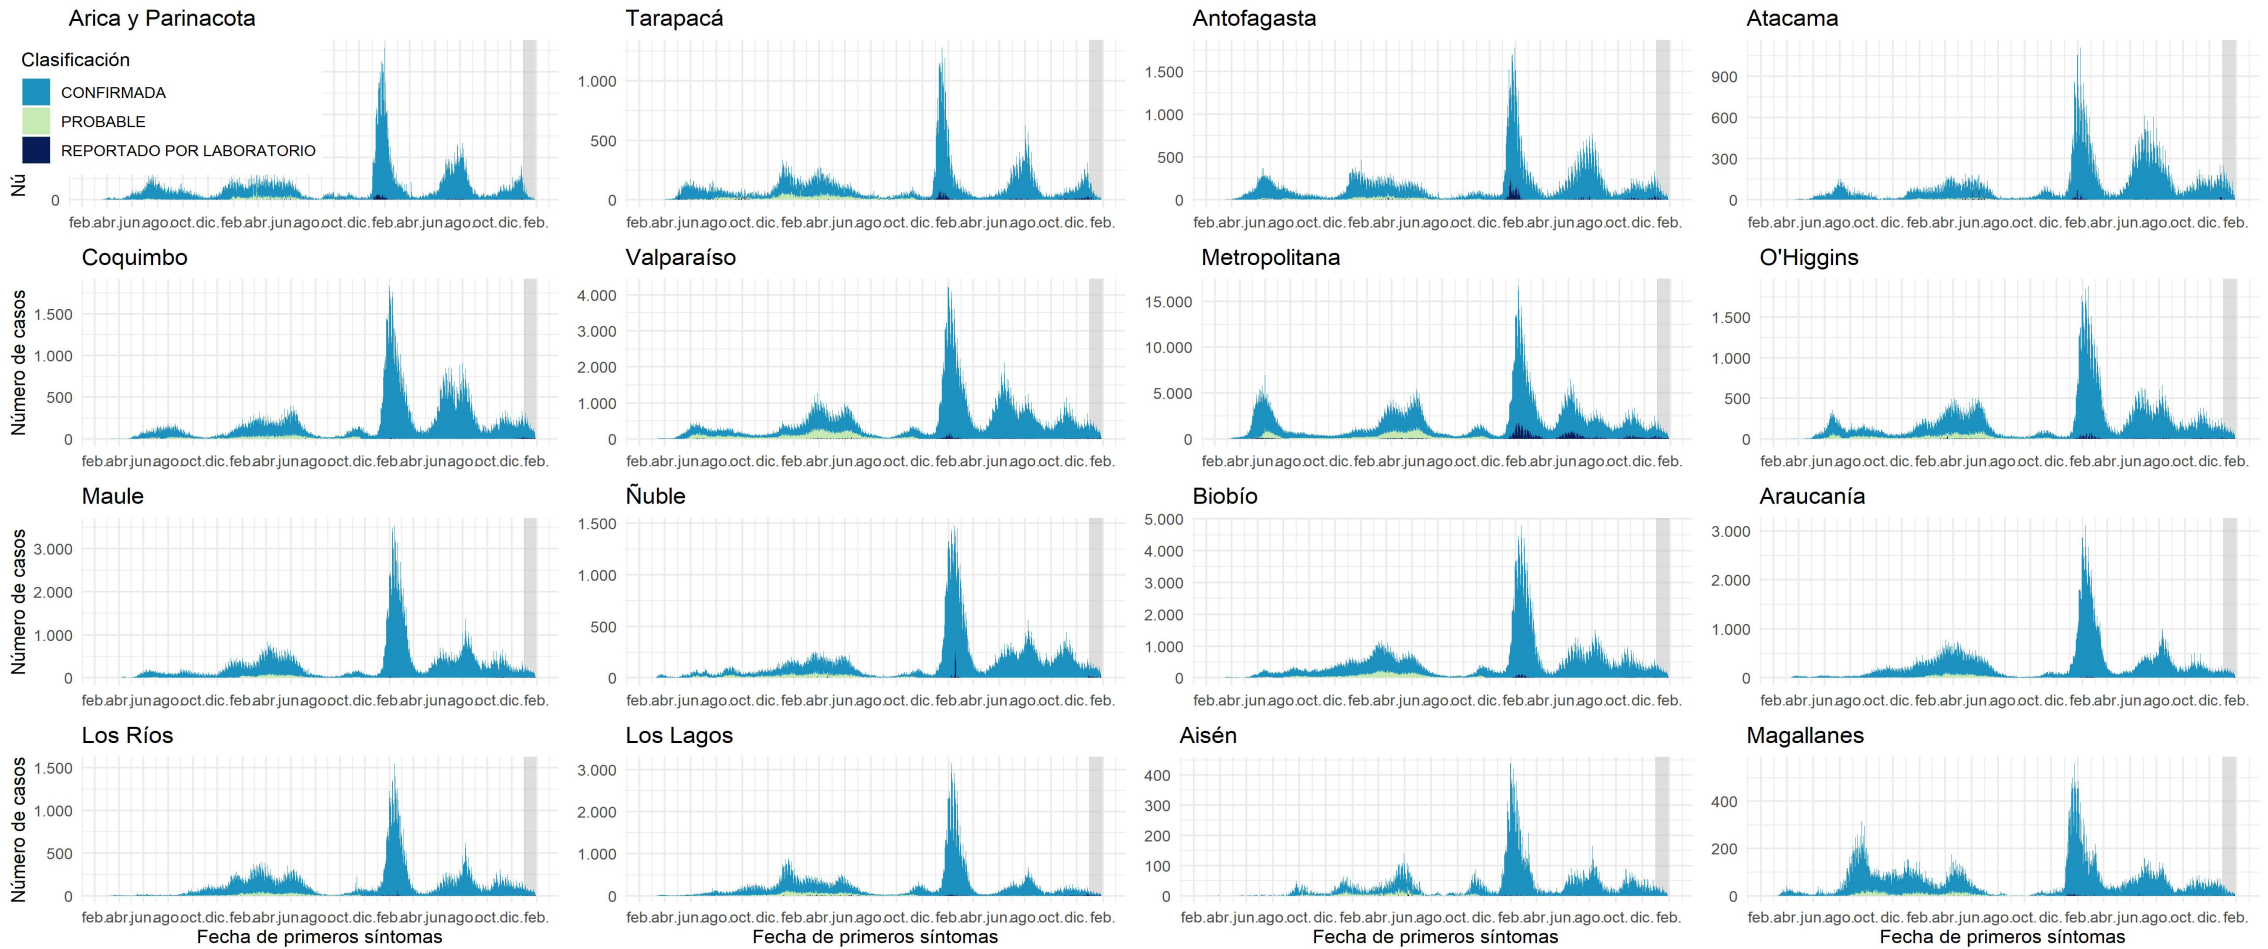 Arica y Parinacota
Tarapacá
Antofagasta
Atacama
Clasificación
CONFIRMADA
PROBABLE
REPORTADO POR LABORATORIO
Nú
0
1.000
500
0
1.500
1.000
500
0
900
600
300
0
feb. abr. jun. ago. oct. dic. feb. abr. jun. ago. oct. dic. feb. abr. jun. ago. oct. dic. feb.
feb. abr. jun. ago. oct. dic. feb. abr. jun. ago. oct. dic. feb. abr. jun. ago. oct. dic. feb.
feb. abr. jun. ago. oct. dic. feb. abr. jun. ago. oct. dic. feb. abr. jun. ago. oct. dic. feb.
feb. abr. jun. ago. oct. dic. feb. abr. jun. ago. oct. dic. feb. abr. jun. ago. oct. dic. feb.
Coquimbo
Valparaíso
Metropolitana
O'Higgins
Número de casos
1.500
1.000
500
0
4.000
3.000
2.000
1.000
0
15.000
10.000
5.000
0
1.500
1.000
500
0
feb. abr. jun. ago. oct. dic. feb. abr. jun. ago. oct. dic. feb. abr. jun. ago. oct. dic. feb.
feb. abr. jun. ago. oct. dic. feb. abr. jun. ago. oct. dic. feb. abr. jun. ago. oct. dic. feb.
feb. abr. jun. ago. oct. dic. feb. abr. jun. ago. oct. dic. feb. abr. jun. ago. oct. dic. feb.
feb. abr. jun. ago. oct. dic. feb. abr. jun. ago. oct. dic. feb. abr. jun. ago. oct. dic. feb.
Maule
Ñuble
Biobío
Araucanía
Número de casos
3.000
2.000
1.000
0
1.500
1.000
500
0
5.000
4.000
3.000
2.000
1.000
0
3.000
2.000
1.000
0
feb. abr. jun. ago. oct. dic. feb. abr. jun. ago. oct. dic. feb. abr. jun. ago. oct. dic. feb.
feb. abr. jun. ago. oct. dic. feb. abr. jun. ago. oct. dic. feb. abr. jun. ago. oct. dic. feb.
feb. abr. jun. ago. oct. dic. feb. abr. jun. ago. oct. dic. feb. abr. jun. ago. oct. dic. feb.
feb. abr. jun. ago. oct. dic. feb. abr. jun. ago. oct. dic. feb. abr. jun. ago. oct. dic. feb.
Los Ríos
Los Lagos
Aisén
Magallanes
Número de casos
1.500
1.000
500
0
3.000
2.000
1.000
0
400
300
200
100
0
400
200
0
feb. abr. jun. ago. oct. dic. feb. abr. jun. ago. oct. dic. feb. abr. jun. ago. oct. dic. feb.
feb. abr. jun. ago. oct. dic. feb. abr. jun. ago. oct. dic. feb. abr. jun. ago. oct. dic. feb.
feb. abr. jun. ago. oct. dic. feb. abr. jun. ago. oct. dic. feb. abr. jun. ago. oct. dic. feb.
feb. abr. jun. ago. oct. dic. feb. abr. jun. ago. oct. dic. feb. abr. jun. ago. oct. dic. feb.
Fecha de primeros síntomas
Fecha de primeros síntomas
Fecha de primeros síntomas
Fecha de primeros síntomas